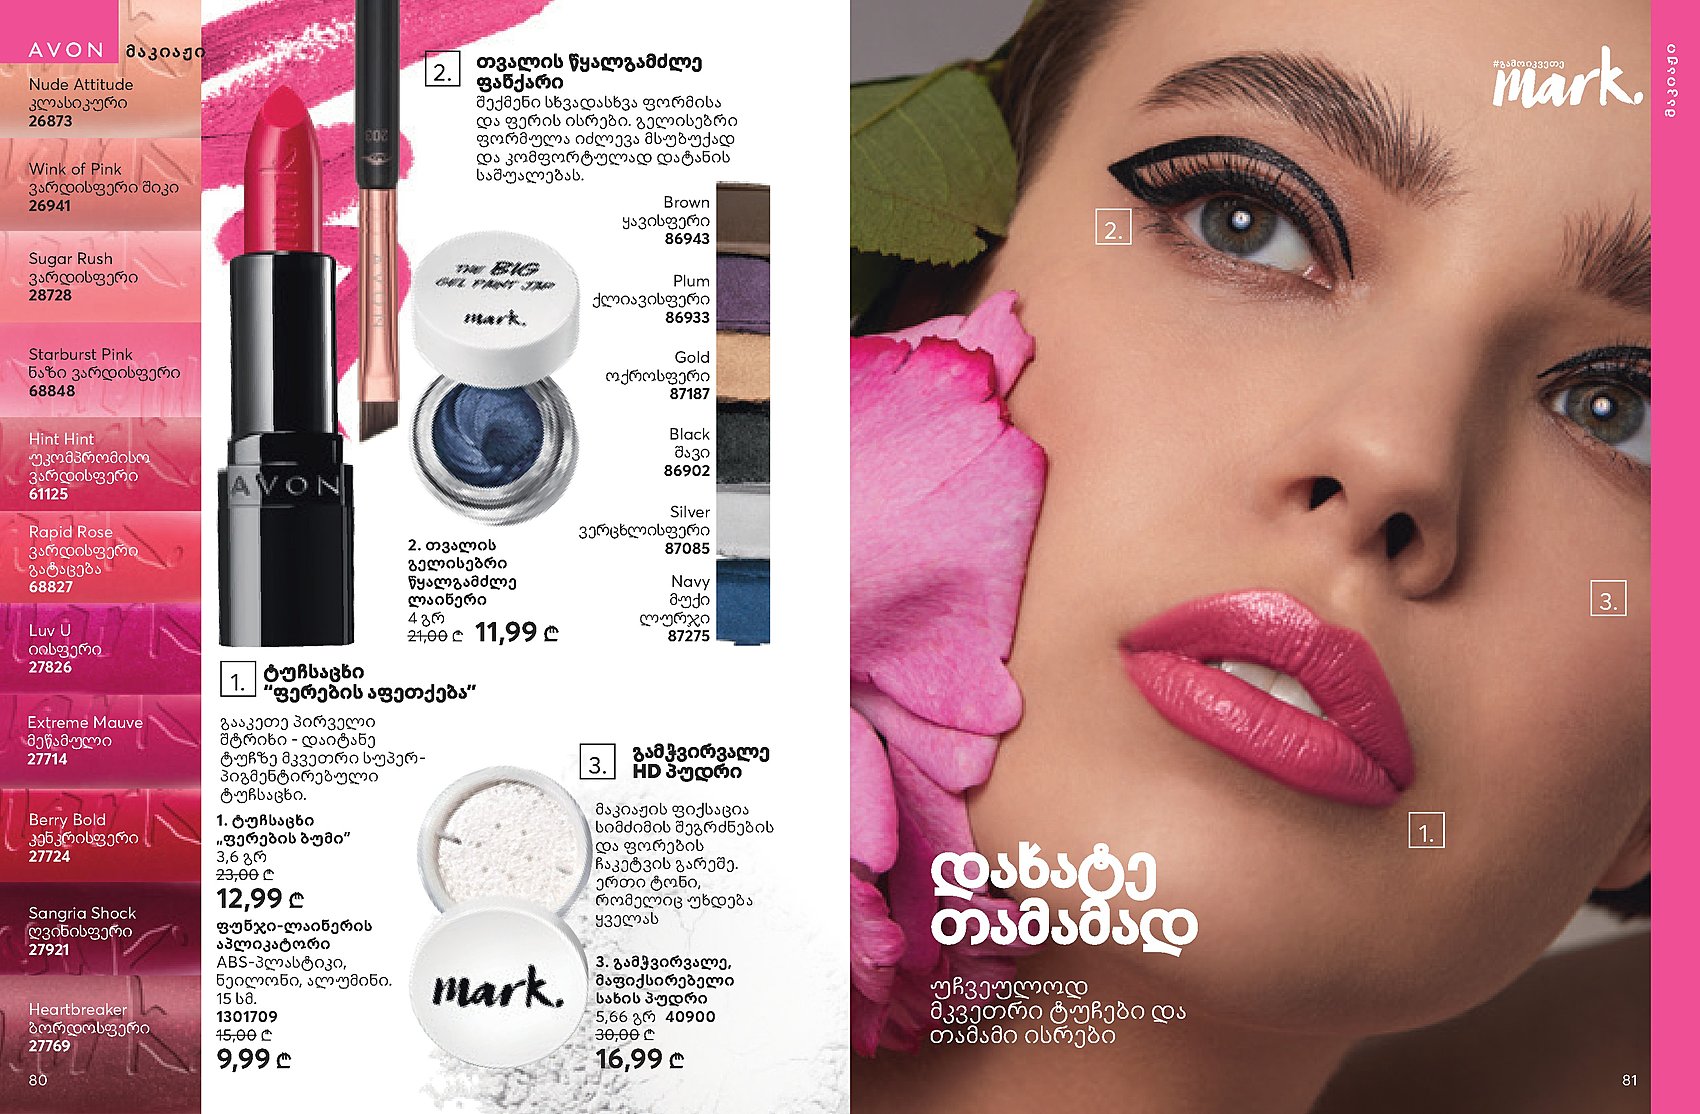 AVON
მაკიაჟი
Nude Attitude
კლასიკური
26873
Wink of Pink
ვარდისფერი შიკი
26941
Sugar Rush
ვარდისფერი
28728
Starburst Pink
ნაზი ვარდისფერი
68848
Hint Hint
უკომპრომისო
ვარდისფერი
61125
Rapid Rose
ვარდისფერი
გატაცება
68827
Luv U
იისფერი
27826
Extreme Mauve
მეწამული
27714
Berry Bold
კენკრისფერი
27724
Sangria Shock
ღვინისფერი
27921
Heartbreaker
ბორდოსფერი
27769
80
AVON
203
2.
თვალის წყალგამძლე
ფანქარი
შექმენი სხვადასხვა ფორმისა
და ფერის ისრები. გელისებრი
ფორმულა იძლევა მსუბუქად
და კომფორტულად დატანის
საშუალებას.
THE BIG
GEL PAINT JAR
mark.
Brown
ყავისფერი
86943
Plum
ქლიავისფერი
86933
Gold
ოქროსფერი
87187
Black
შავი
86902
Silver
ვერცხლისფერი
87085
Navy
მუქი
ლურჯი
87275
2. თვალის
გელისებრი
წყალგამძლე
ლაინერი
4 გრ
21,00 ₾ 11,99 ₾
1.
ტუჩსაცხი
“ფერების აფეთქება”
გააკეთე პირველი
შტრიხი - დაიტანე
ტუჩზე მკვეთრი სუპერ-
პიგმენტირებული
ტუჩსაცხი.
1. ტუჩსაცხი
„ფერების ბუმი”
3,6 გრ
23,00 ₾
12,99 ₾
ფუნჯი-ლაინერის
აპლიკატორი
ABS-პლასტიკი,
ნეილონი, ალუმინი.
15 სმ.
1301709
15,00 ₾
9,99 ₾
3.
გამჭვირვალე
HD პუდრი
მაკიაჟის ფიქსაცია
სიმძიმის შეგრძნების
და ფორების
ჩაკეტვის გარეშე.
ერთი ტონი,
რომელიც უხდება
ყველას
mark.
3. გამჭვირვალე,
მაფიქსირებელი
სახის პუდრი
5,66 გრ 40900
30,00 ₾
16,99 ₾
#გამოიკვეთე
mark.
მაკიაჟი
2.
3.
1.
დახატე
თამამად
უჩვეულოდ
მკვეთრი ტუჩები და
თამამი ისრები
81